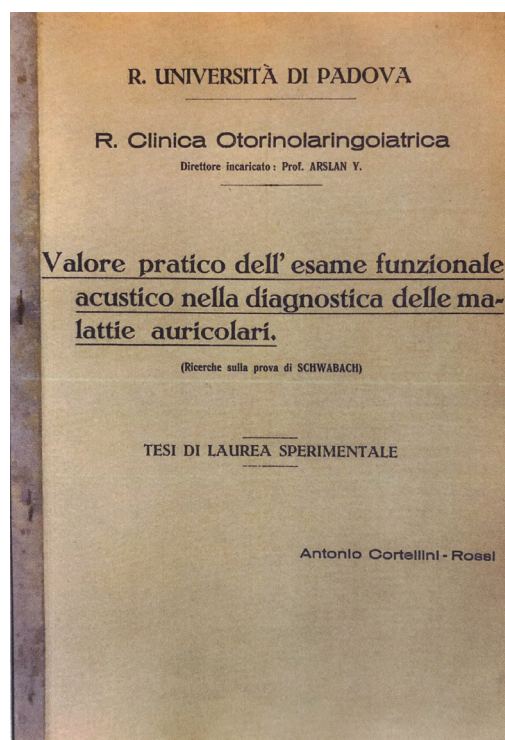 R. UNIVERSITÀ DI PADOVA
R. Clinica Otorinolaringoiatrica
Direttore incaricato: Prof. ARSLAN Y.
Valore pratico dell' esame funzionale
acustico nella diagnostica delle ma-
lattie auricolari.
(Ricerche sulla prova di SCHWABACH)
TESI DI LAUREA SPERIMENTALE
Antonio Cortellini - Rossi